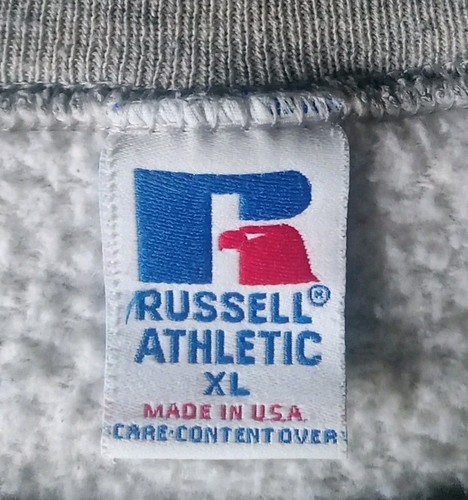 RUSSELL®
ATHLETIC
XL
MADE IN U.S.A.
CARE·CONTENT OVER